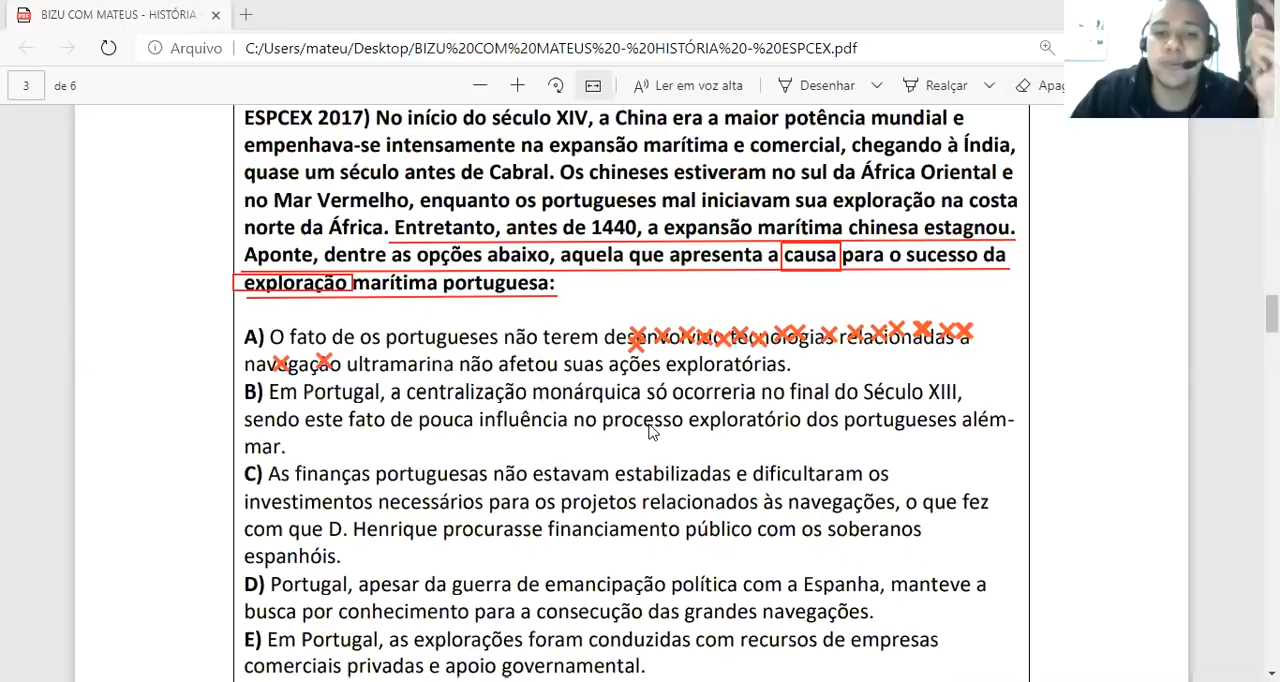 BIZU COM MATEUS - HISTÓRIA
Arquivo C:/Users/mateu/Desktop/BIZU%20COM%20MATEUS%20-%20HISTÓRIA%20-%20ESPCEX.pdf
3 de 6 Ler em voz alta Desenhar Realçar Apag
ESPCEX 2017) No início do século XIV, a China era a maior potência mundial e
empenhava-se intensamente na expansão marítima e comercial, chegando à Índia,
quase um século antes de Cabral. Os chineses estiveram no sul da África Oriental e
no Mar Vermelho, enquanto os portugueses mal iniciavam sua exploração na costa
norte da África. Entretanto, antes de 1440, a expansão marítima chinesa estagnou.
Aponte, dentre as opções abaixo, aquela que apresenta a causa para o sucesso da
exploração marítima portuguesa:
A) O fato de os portugueses não terem desenvolvido tecnologias relacionadas à
navegação ultramarina não afetou suas ações exploratórias.
B) Em Portugal, a centralização monárquica só ocorreria no final do Século XIII,
sendo este fato de pouca influência no processo exploratório dos portugueses além-
mar.
C) As finanças portuguesas não estavam estabilizadas e dificultaram os
investimentos necessários para os projetos relacionados às navegações, o que fez
com que D. Henrique procurasse financiamento público com os soberanos
espanhóis.
D) Portugal, apesar da guerra de emancipação política com a Espanha, manteve a
busca por conhecimento para a consecução das grandes navegações.
E) Em Portugal, as explorações foram conduzidas com recursos de empresas
comerciais privadas e apoio governamental.